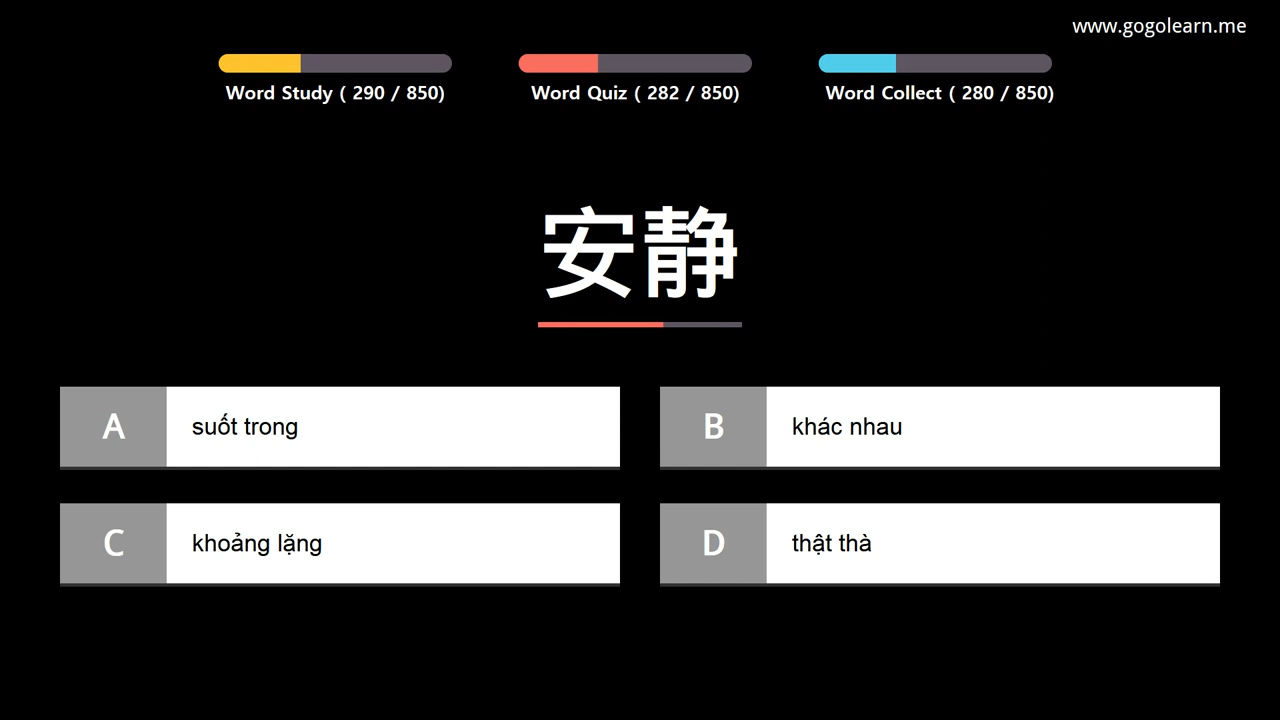 www.gogolearn.me
Word Study ( 290 / 850)
Word Quiz ( 282 / 850)
Word Collect ( 280 / 850)
安静
A suốt trong
B khác nhau
C khoảng lặng
D thật thà